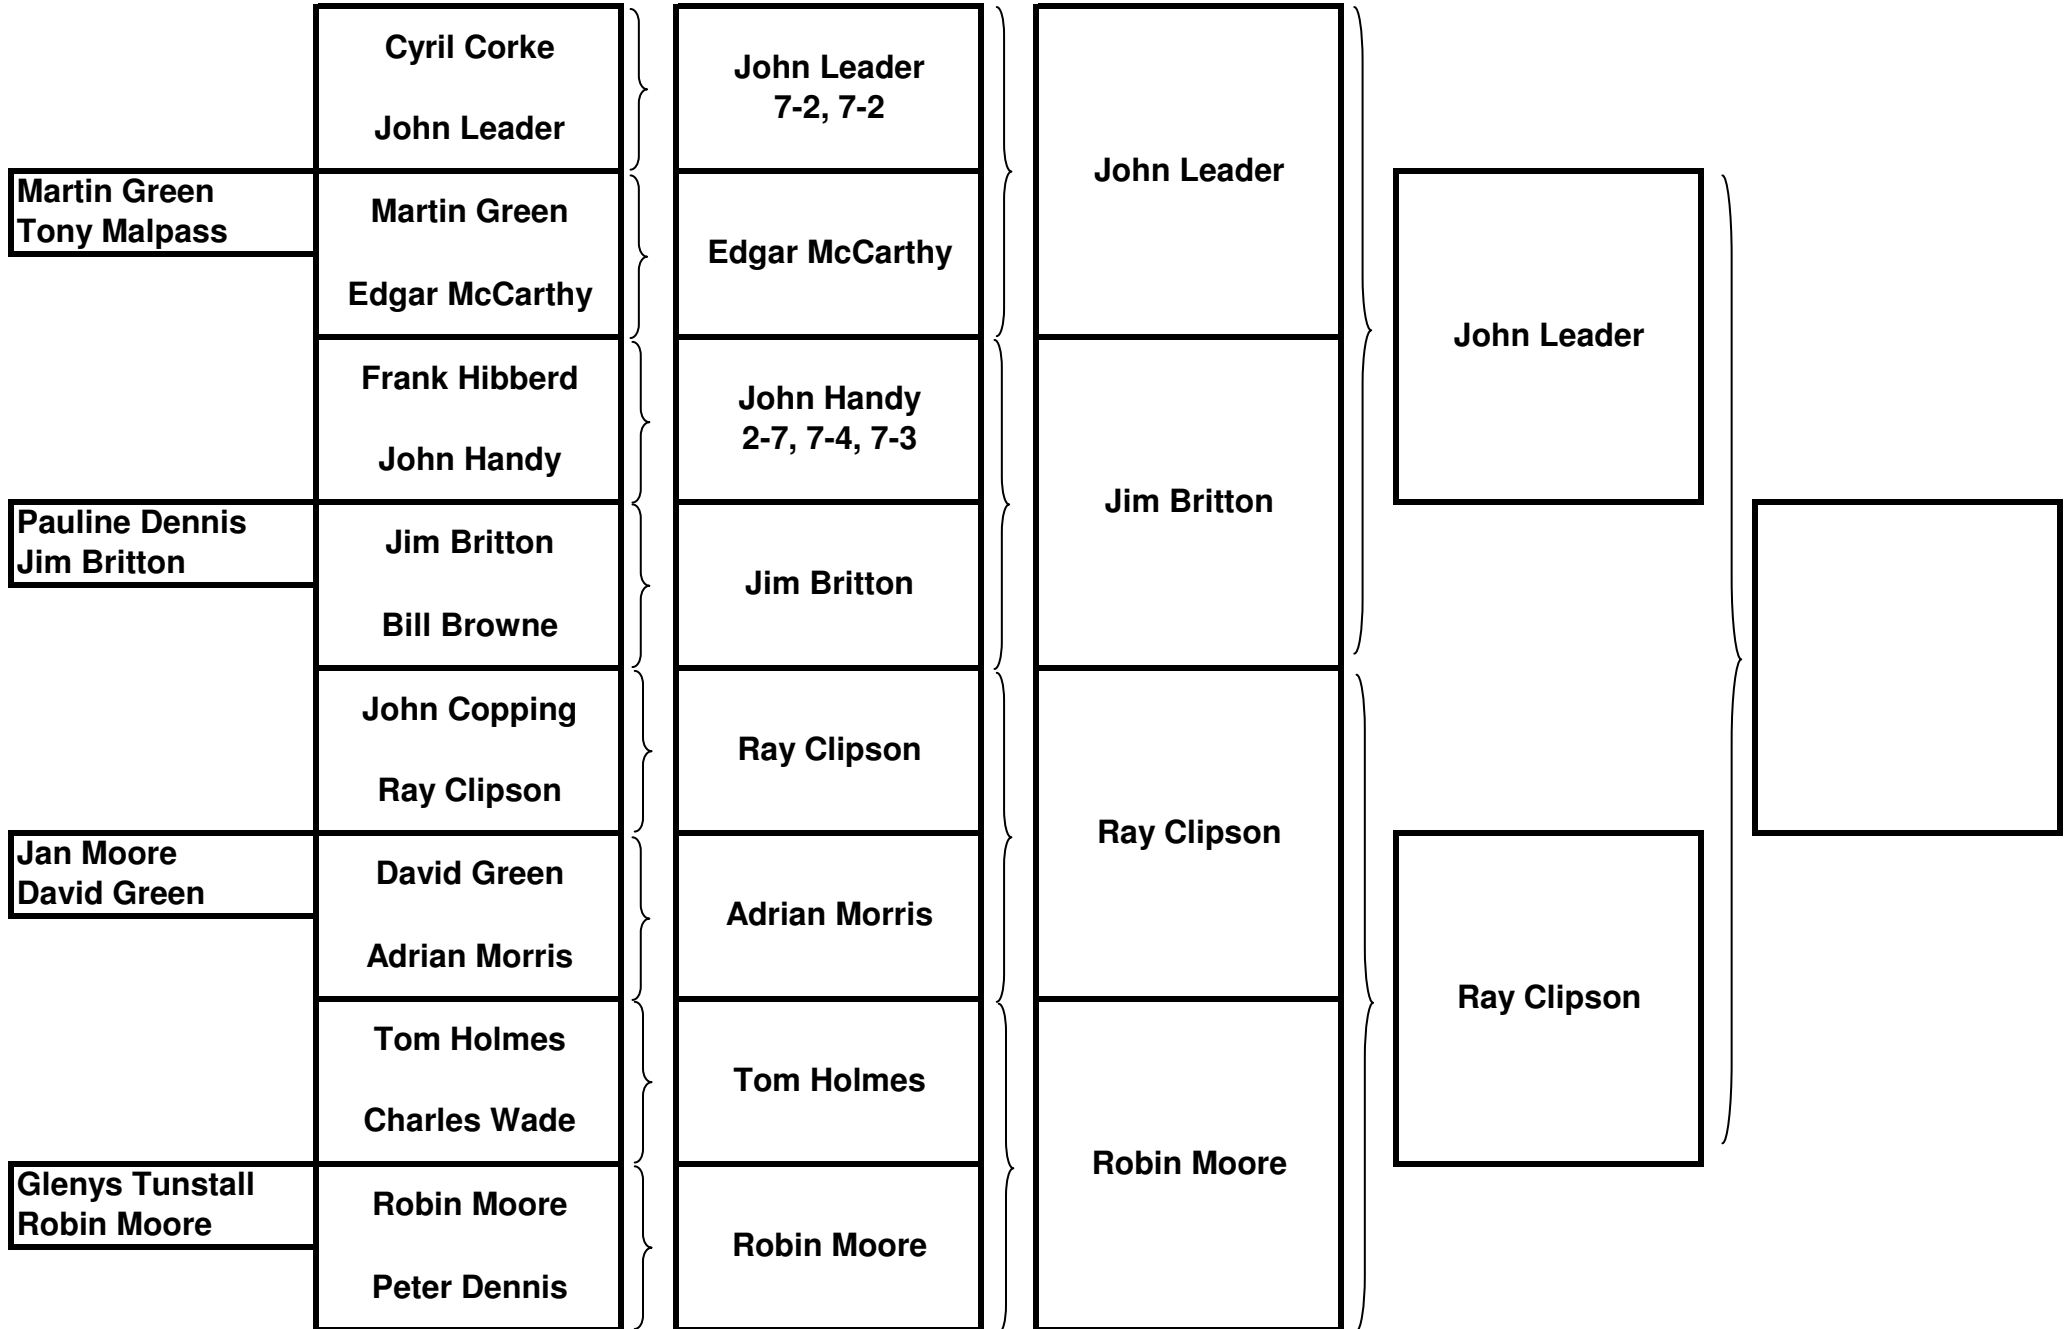 Martin Green
Tony Malpass
Pauline Dennis
Jim Britton
Jan Moore
David Green
Glenys Tunstall
Robin Moore
Cyril Corke
John Leader
Martin Green
Edgar McCarthy
Frank Hibberd
John Handy
Jim Britton
Bill Browne
John Copping
Ray Clipson
David Green
Adrian Morris
Tom Holmes
Charles Wade
Robin Moore
Peter Dennis
John Leader
7-2, 7-2
Edgar McCarthy
John Handy
2-7, 7-4, 7-3
Jim Britton
Ray Clipson
Adrian Morris
Tom Holmes
Robin Moore
John Leader
Jim Britton
Ray Clipson
Robin Moore
John Leader
Ray Clipson